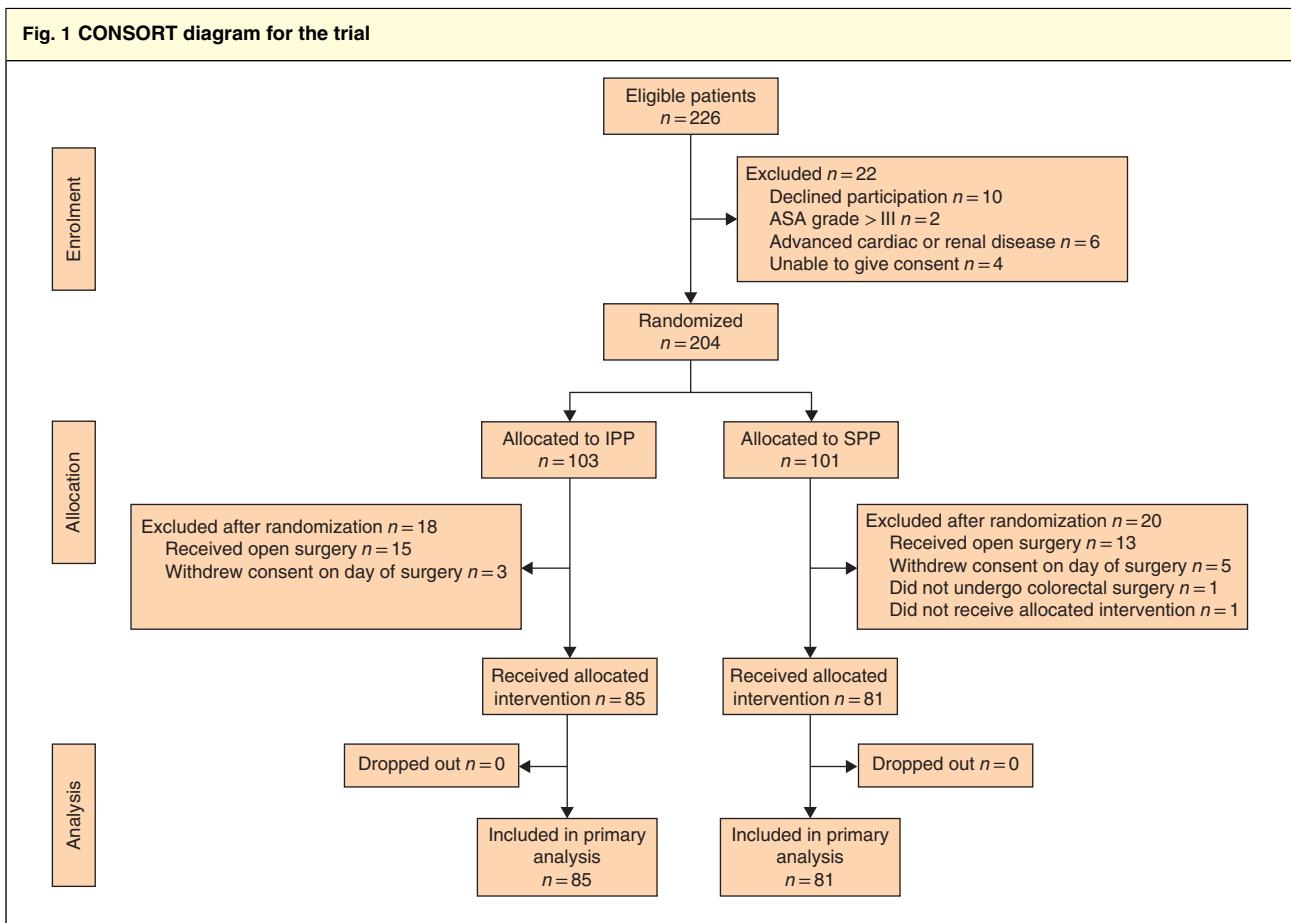 Fig. 1 CONSORT diagram for the trial
Eligible patients
n = 226
Enrolment
Excluded n = 22
Declined participation n = 10
ASA grade > III n = 2
Advanced cardiac or renal disease n = 6
Unable to give consent n = 4
Randomized
n = 204
Allocation
Allocated to IPP
n = 103
Allocated to SPP
n = 101
Excluded after randomization n = 18
Received open surgery n = 15
Withdrew consent on day of surgery n = 3
Excluded after randomization n = 20
Received open surgery n = 13
Withdrew consent on day of surgery n = 5
Did not undergo colorectal surgery n = 1
Did not receive allocated intervention n = 1
Received allocated
intervention n = 85
Received allocated
intervention n = 81
Analysis
Dropped out n = 0
Dropped out n = 0
Included in primary
analysis
n = 85
Included in primary
analysis
n = 81